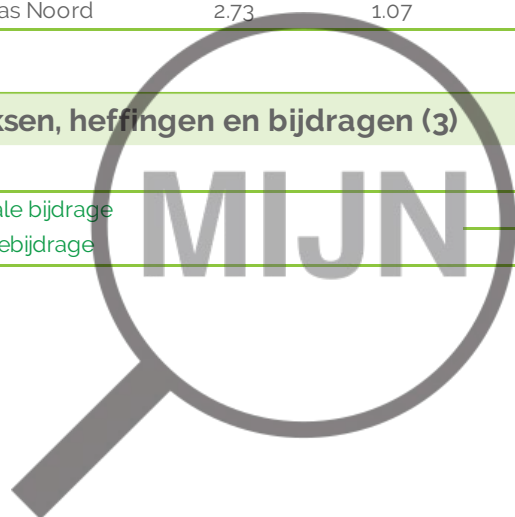 as Noord 2.73 1.07
ksen, heffingen en bijdragen (3)
ale bijdrage
ebijdrage
MIJN